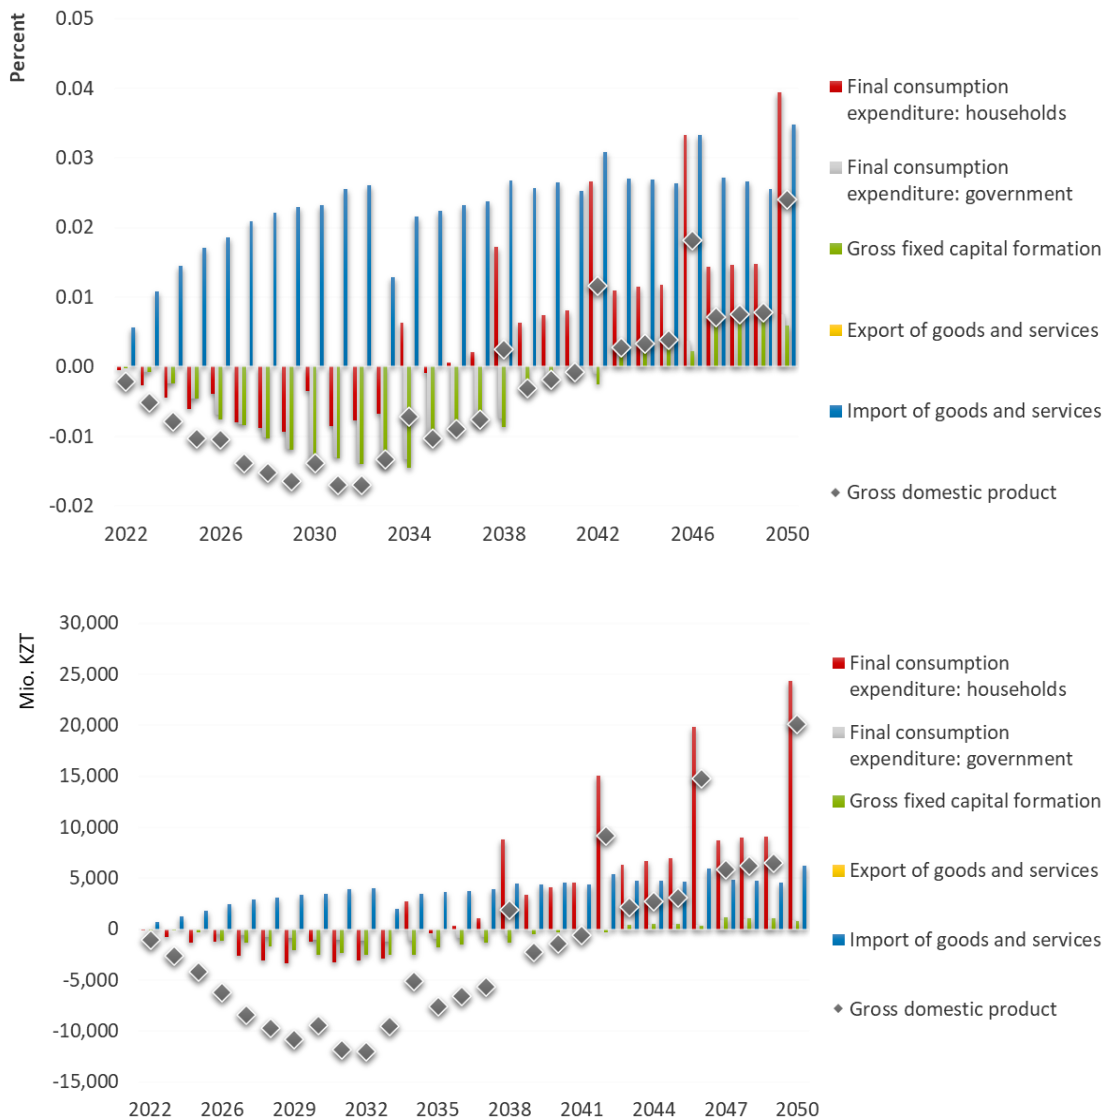 Percent
0.05
0.04
0.03
0.02
0.01
0.00
-0.01
-0.02
2022 2026 2030 2034 2038 2042 2046 2050
Final consumption
expenditure: households
Final consumption
expenditure: government
Gross fixed capital formation
Export of goods and services
Import of goods and services
Gross domestic product
Mio. KZT
30,000
25,000
20,000
15,000
10,000
5,000
0
-5,000
-10,000
-15,000
2022 2026 2029 2032 2035 2038 2041 2044 2047 2050
Final consumption
expenditure: households
Final consumption
expenditure: government
Gross fixed capital formation
Export of goods and services
Import of goods and services
Gross domestic product